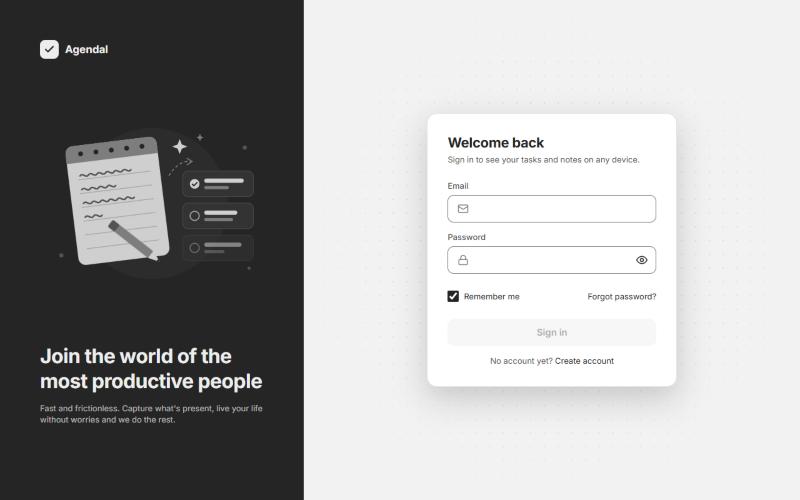 Agendal
Join the world of the
most productive people
Fast and frictionless. Capture what's present, live your life
without worries and we do the rest.
Welcome back
Sign in to see your tasks and notes on any device.
Email
Password
Remember me
Forgot password?
Sign in
No account yet? Create account